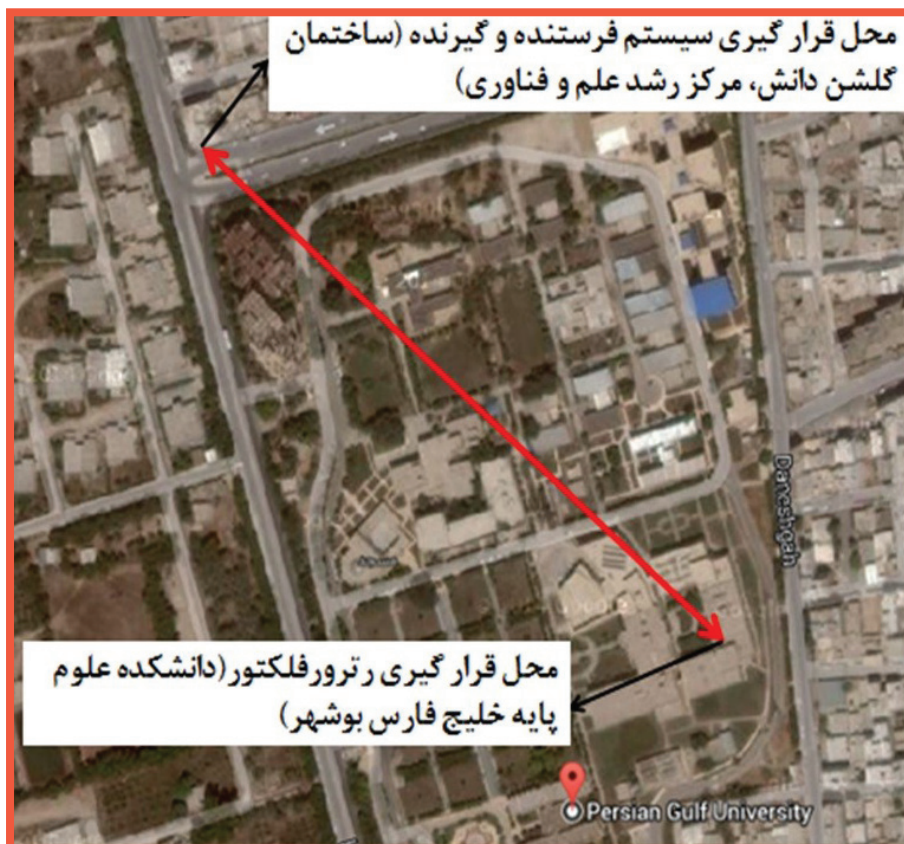 محل قرار گیری سیستم فرستنده و گیرنده (ساختمان
گلشن دانش، مرکز رشد علم و فناوری)
Daneshgah
محل قرار گیری رترورفلکتور(دانشکده علوم
پایه خلیج فارس بوشهر)
Persian Gulf University